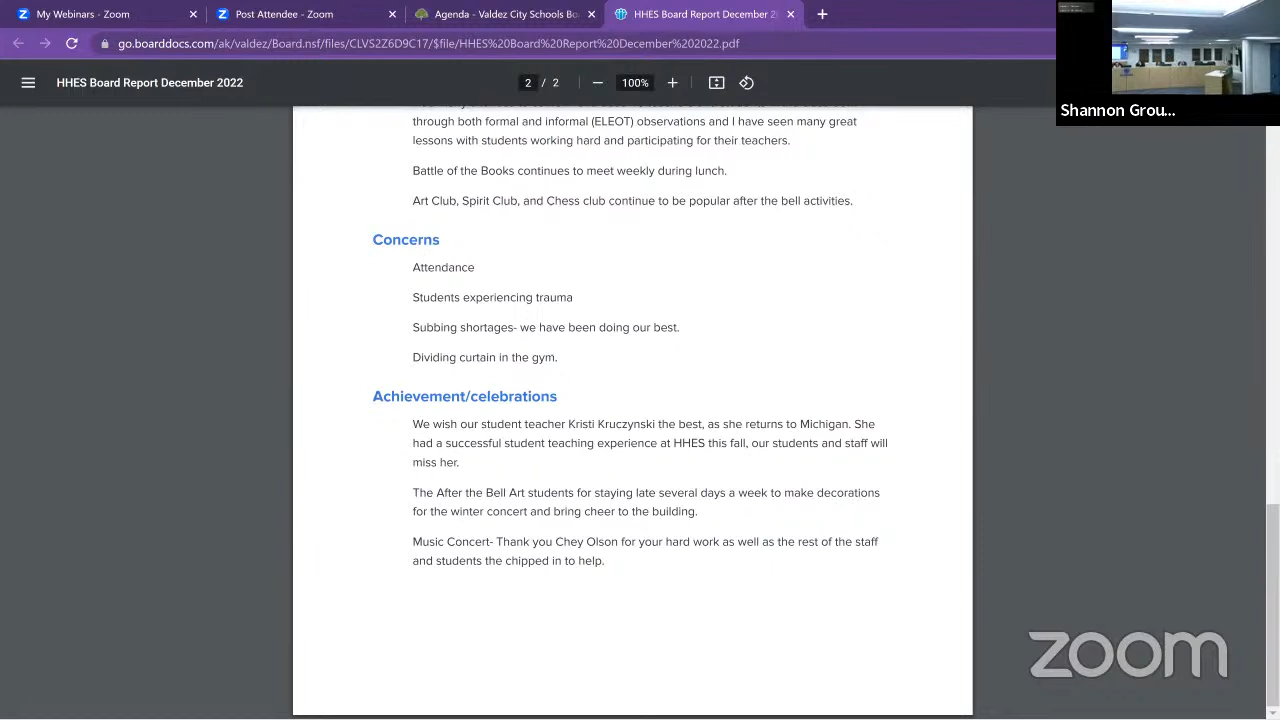 My Webinars - Zoom
Post Attendee - Zoom
Agenda - Valdez City Schools Bo
HHES Board Report December 2
go.boarddocs.com/ak/valdez/Board.nsf/files/CLVS2Z6D9C17/$file/HEIES%20Board%20Report%20December%202022.pdf
HHES Board Report December 2022
2 / 2
100%
Shannon Grou...
through both formal and informal (ELEOT) observations and I have seen many great
lessons with students working hard and participating for their teachers.
Battle of the Books continues to meet weekly during lunch.
Art Club, Spirit Club, and Chess club continue to be popular after the bell activities.
Concerns
Attendance
Students experiencing trauma
Subbing shortages- we have been doing our best.
Dividing curtain in the gym.
Achievement/celebrations
We wish our student teacher Kristi Kruczynski the best, as she returns to Michigan. She
had a successful student teaching experience at HHES this fall, our students and staff will
miss her.
The After the Bell Art students for staying late several days a week to make decorations
for the winter concert and bring cheer to the building.
Music Concert- Thank you Chey Olson for your hard work as well as the rest of the staff
and students the chipped in to help.
zoom